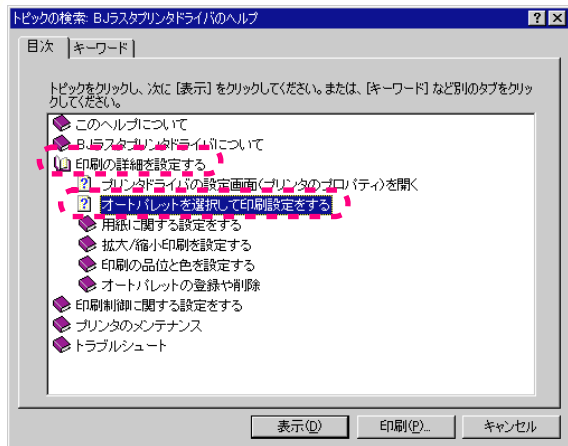 トピックの検索: BJラスタプリンタドライバのヘルプ
目次
キーワード
トピックをクリックし、次に [表示] をクリックしてください。または、[キーワード] など別のタブをクリッ
クしてください。
このヘルプについて
BJラスタプリンタドライバについて
印刷の詳細を設定する
プリンタドライバの設定画面(プリンタのプロパティ)を開く
オートパレットを選択して印刷設定をする
用紙に関する設定をする
拡大/縮小印刷を設定する
印刷の品位と色を設定する
オートパレットの登録や削除
印刷制御に関する設定をする
プリンタのメンテナンス
トラブルシュート
表示(D)
印刷(P)...
キャンセル